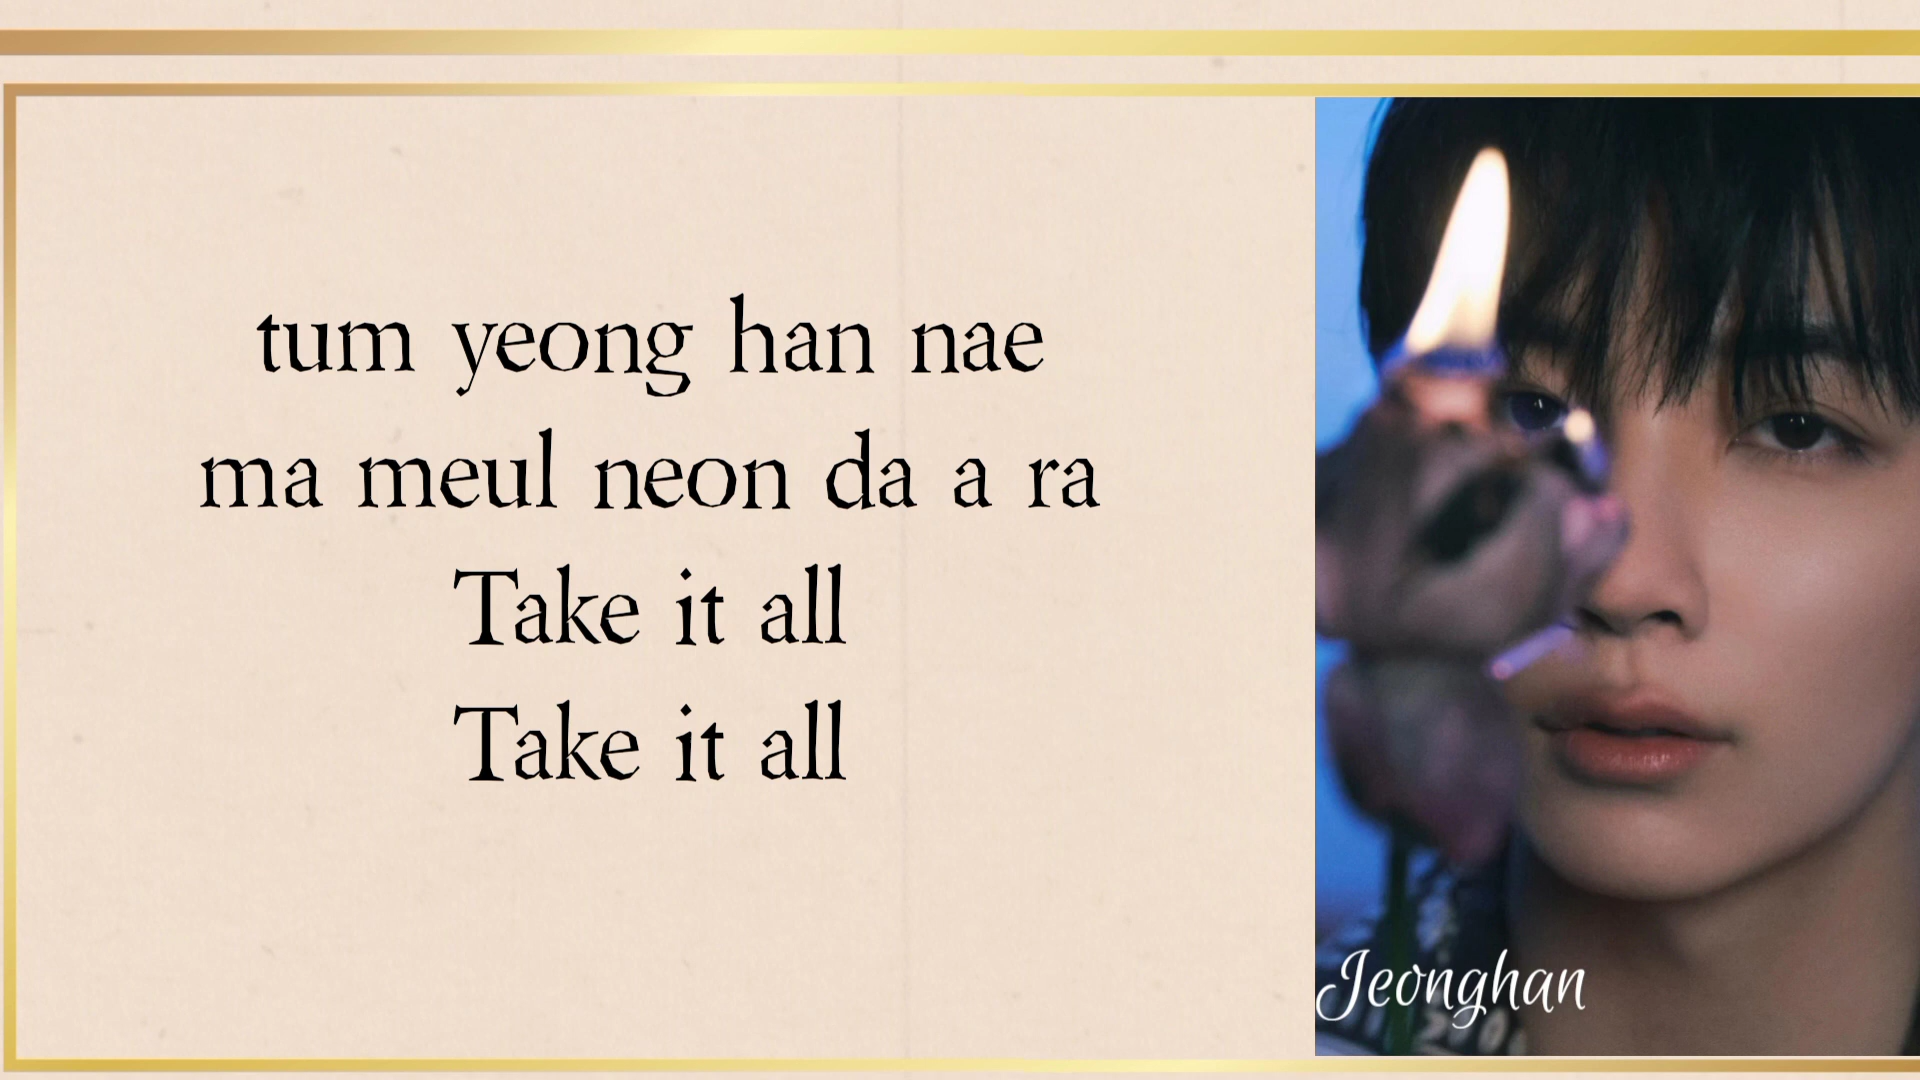 tum yeong han nae
ma meul neon da a ra
Take it all
Take it all
Jeonghan